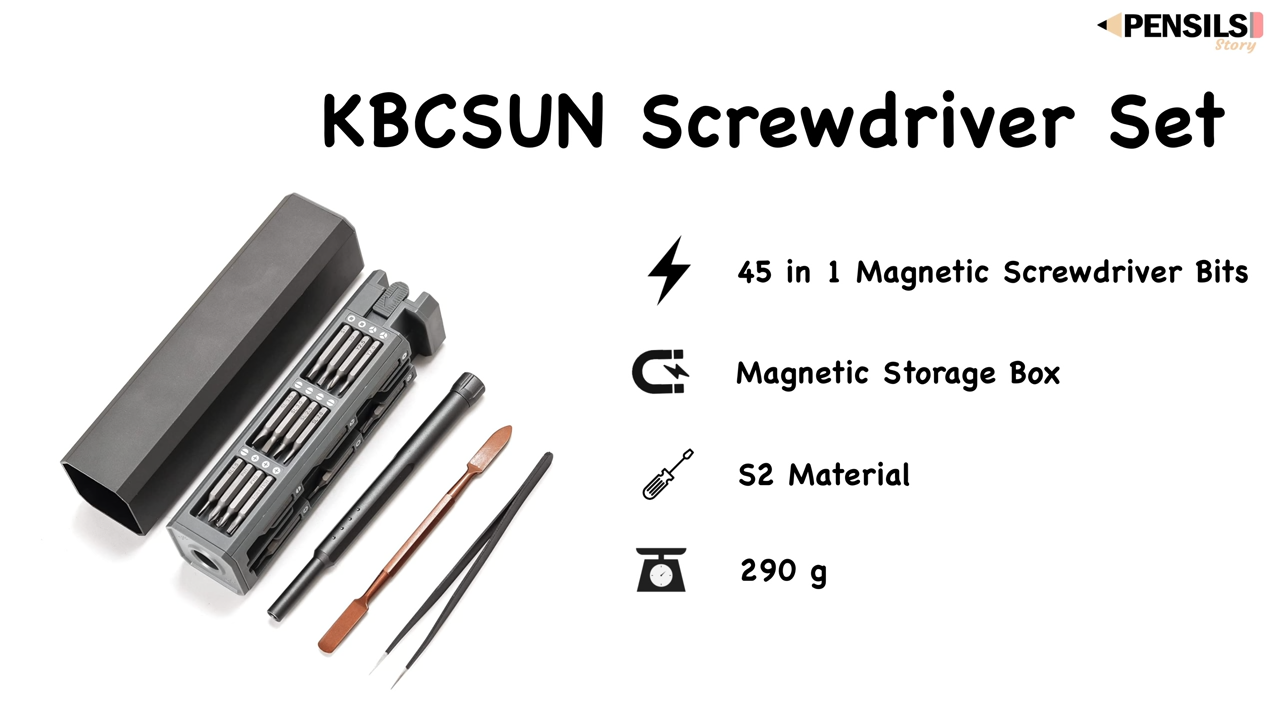 PENSILS
Story
KBCSUN Screwdriver Set
45 in 1 Magnetic Screwdriver Bits
Magnetic Storage Box
S2 Material
290 g